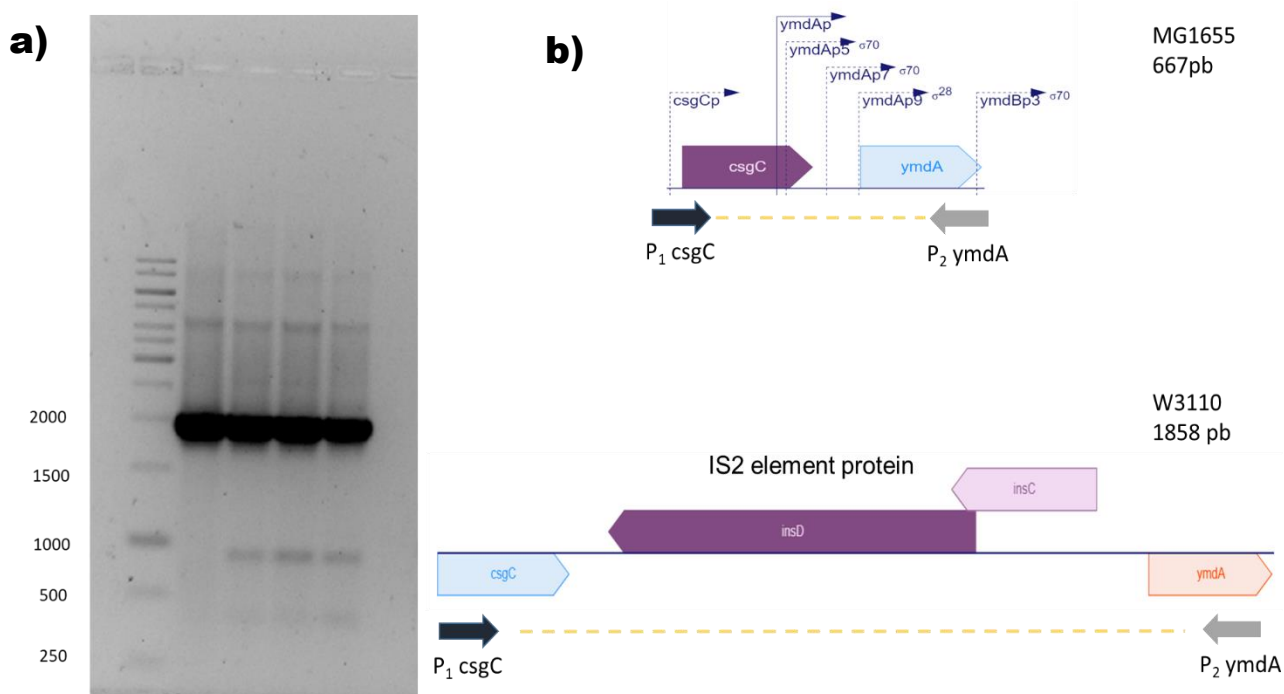 a)
2000
1500
1000
500
250
b)
MG1655
667pb
ymdAp
ymdAp5 σ70
ymdAp7 σ70
csgCp
ymdAp9 σ28
ymdBp3 σ70
csgC
ymdA
P1 csgC
P2 ymdA
W3110
1858 pb
IS2 element protein
insC
insD
csgC
ymdA
P1 csgC
P2 ymdA